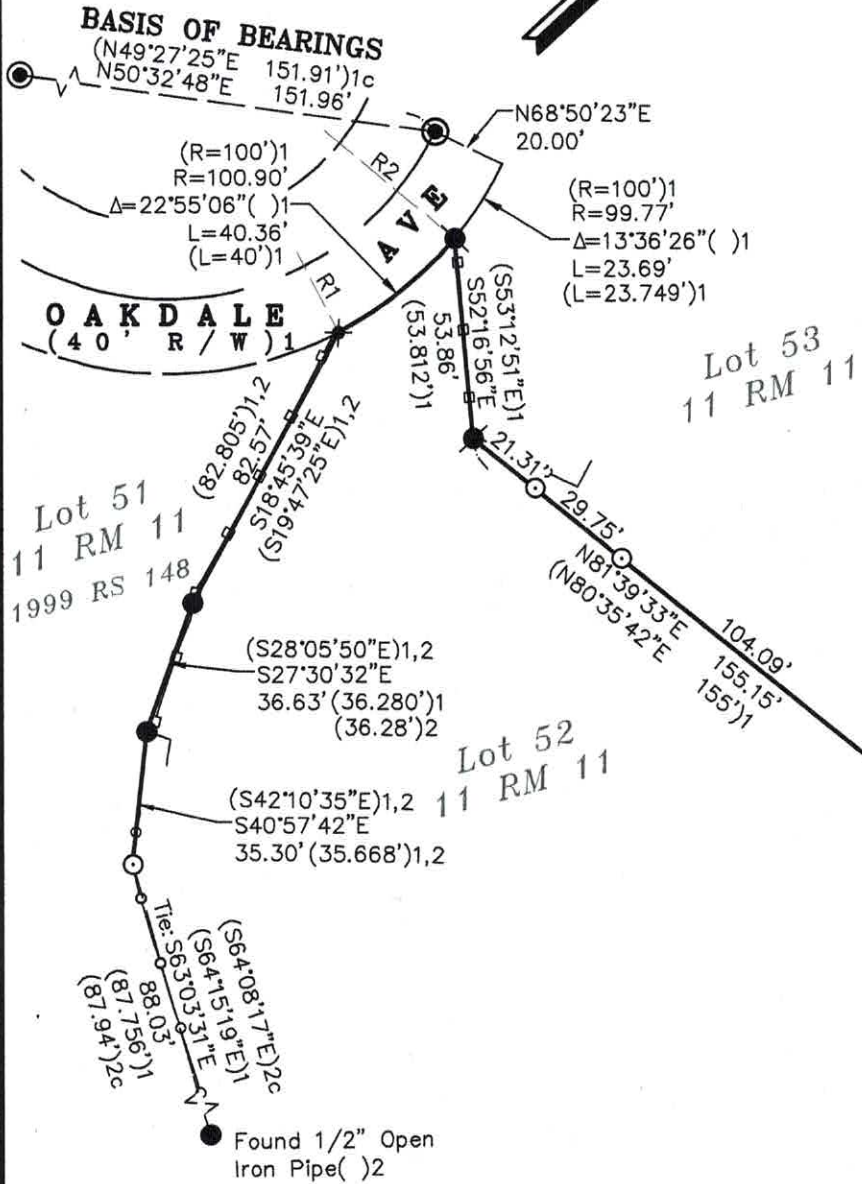 BASIS OF BEARINGS
(N49°27'25"E 151.91')1c
N50°32'48"E 151.96'
N68°50'23"E
20.00'
(R=100')1
R=100.90'
Δ=22°55'06"( )1
L=40.36'
(L=40')1
R2
R1
(R=100')1
R=99.77'
Δ=13°36'26"( )1
L=23.69'
(L=23.749')1
OAKDALE AVE
(40' R/W)1
(S53°12'51"E)1
S52°16'56"E
53.86'
(53.812')1
Lot 53
11 RM 11
(82.805')1,2
82.57'
S18°45'39"E
(S19°47'25"E)1,2
21.31'
29.75'
N81°39'33"E
(N80°35'42"E
104.09'
155.15'
155')1
Lot 51
11 RM 11
1999 RS 148
(S28°05'50"E)1,2
S27°30'32"E
36.63' (36.280')1
(36.28')2
Lot 52
11 RM 11
(S42°10'35"E)1,2
S40°57'42"E
35.30' (35.668')1,2
(S64°08'17"E)2c
(S64°15'19"E)1
Tie: S63°03'31"E
88.03'
(87.756')1
(87.94')2c
Found 1/2" Open
Iron Pipe( )2